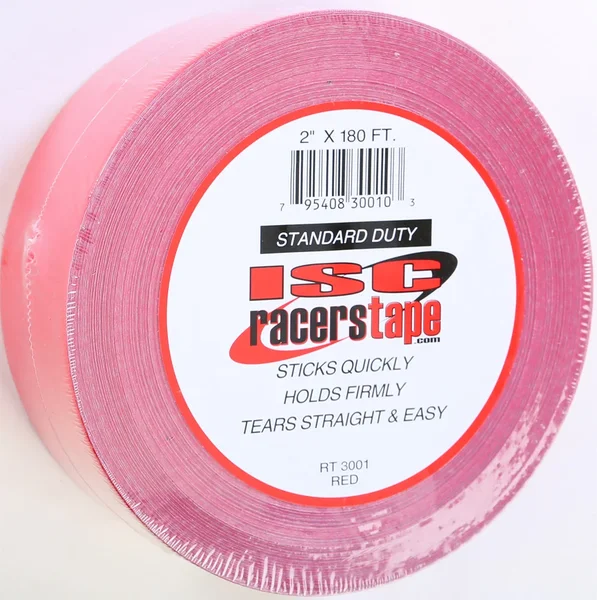 2" X 180 FT.
7 95408 30010 3
STANDARD DUTY
ISC
racerstape
.com
STICKS QUICKLY
HOLDS FIRMLY
TEARS STRAIGHT & EASY
RT 3001
RED